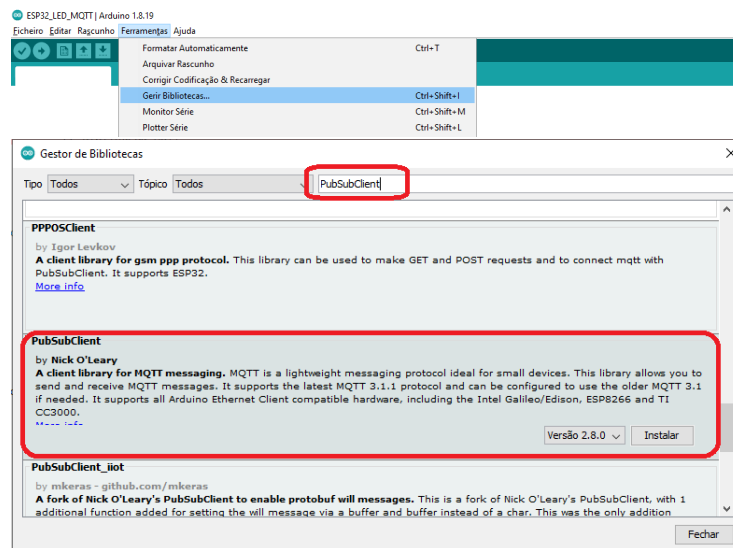 ESP32_LED_MQTT | Arduino 1.8.19
Ficheiro Editar Rascunho Ferramentas Ajuda
Formatar Automaticamente Ctrl+T
Arquivar Rascunho
Corrigir Codificação & Recarregar
Gerir Bibliotecas... Ctrl+Shift+I
Monitor Série Ctrl+Shift+M
Plotter Série Ctrl+Shift+L
Gestor de Bibliotecas
Tipo Todos Tópico Todos PubSubClient
PPPOSClient
by Igor Levkov
A client library for gsm ppp protocol. This library can be used to make GET and POST requests and to connect mqtt with
PubSubClient. It supports ESP32.
More info
PubSubClient
by Nick O'Leary
A client library for MQTT messaging. MQTT is a lightweight messaging protocol ideal for small devices. This library allows you to
send and receive MQTT messages. It supports the latest MQTT 3.1.1 protocol and can be configured to use the older MQTT 3.1
if needed. It supports all Arduino Ethernet Client compatible hardware, including the Intel Galileo/Edison, ESP8266 and TI
CC3000.
More info
Versão 2.8.0 Instalar
PubSubClient_iiot
by mkeras - github.com/mkeras
A fork of Nick O'Leary's PubSubClient to enable protobuf will messages. This is a fork of Nick O'Leary's PubSubClient, with 1
additional function added for setting the will message via a buffer and buffer instead of a char. This was the only addition
Fechar